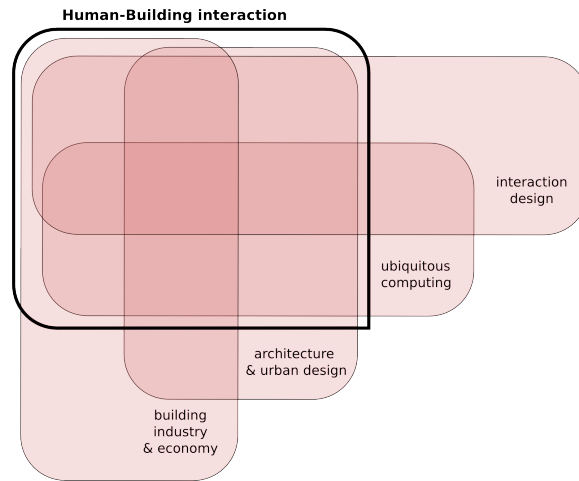 Human-Building interaction
interaction
design
ubiquitous
computing
architecture
& urban design
building
industry
& economy